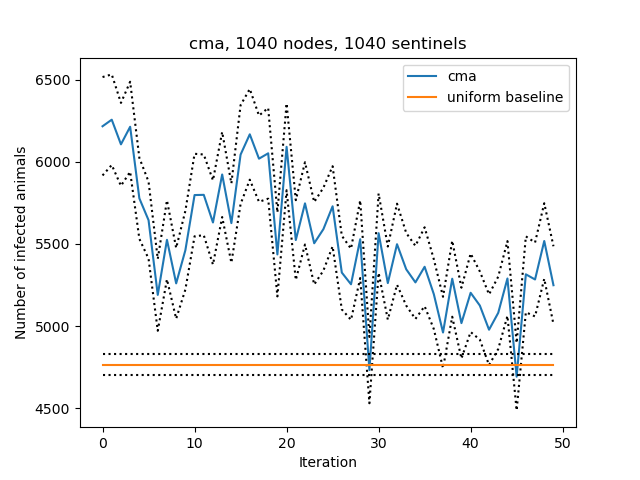 cma, 1040 nodes, 1040 sentinels
cma
uniform baseline
Number of infected animals
6500
6000
5500
5000
4500
0 10 20 30 40 50
Iteration